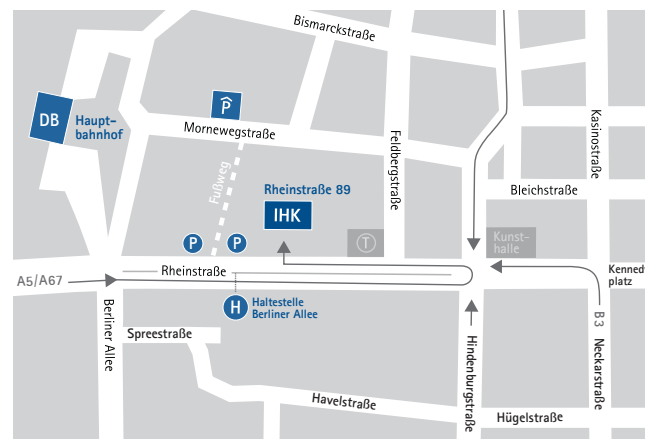 Bismarckstraße
DB
Haupt-
bahnhof
P
Mornewegstraße
Kasinostraße
Feldbergstraße
Fußweg
Rheinstraße 89
IHK
Bleichstraße
P
P
T
Kunst-
halle
Rheinstraße
A5/A67
Kenned
platz
H
Haltestelle
Berliner Allee
B3
Berliner Allee
Spreestraße
Hindenburgstraße
Neckarstraße
Havelstraße
Hügelstraße